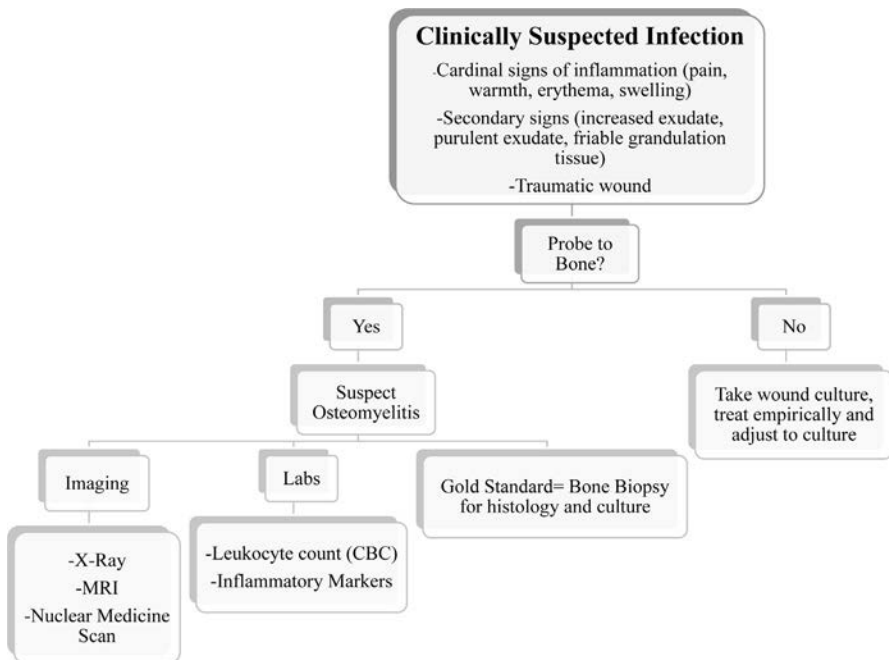 Clinically Suspected Infection
-Cardinal signs of inflammation (pain,
warmth, erythema, swelling)
-Secondary signs (increased exudate,
purulent exudate, friable grandulation
tissue)
-Traumatic wound
Probe to
Bone?
Yes
No
Suspect
Osteomyelitis
Take wound culture,
treat empirically and
adjust to culture
Imaging
Labs
Gold Standard= Bone Biopsy
for histology and culture
-X-Ray
-MRI
-Nuclear Medicine
Scan
-Leukocyte count (CBC)
-Inflammatory Markers